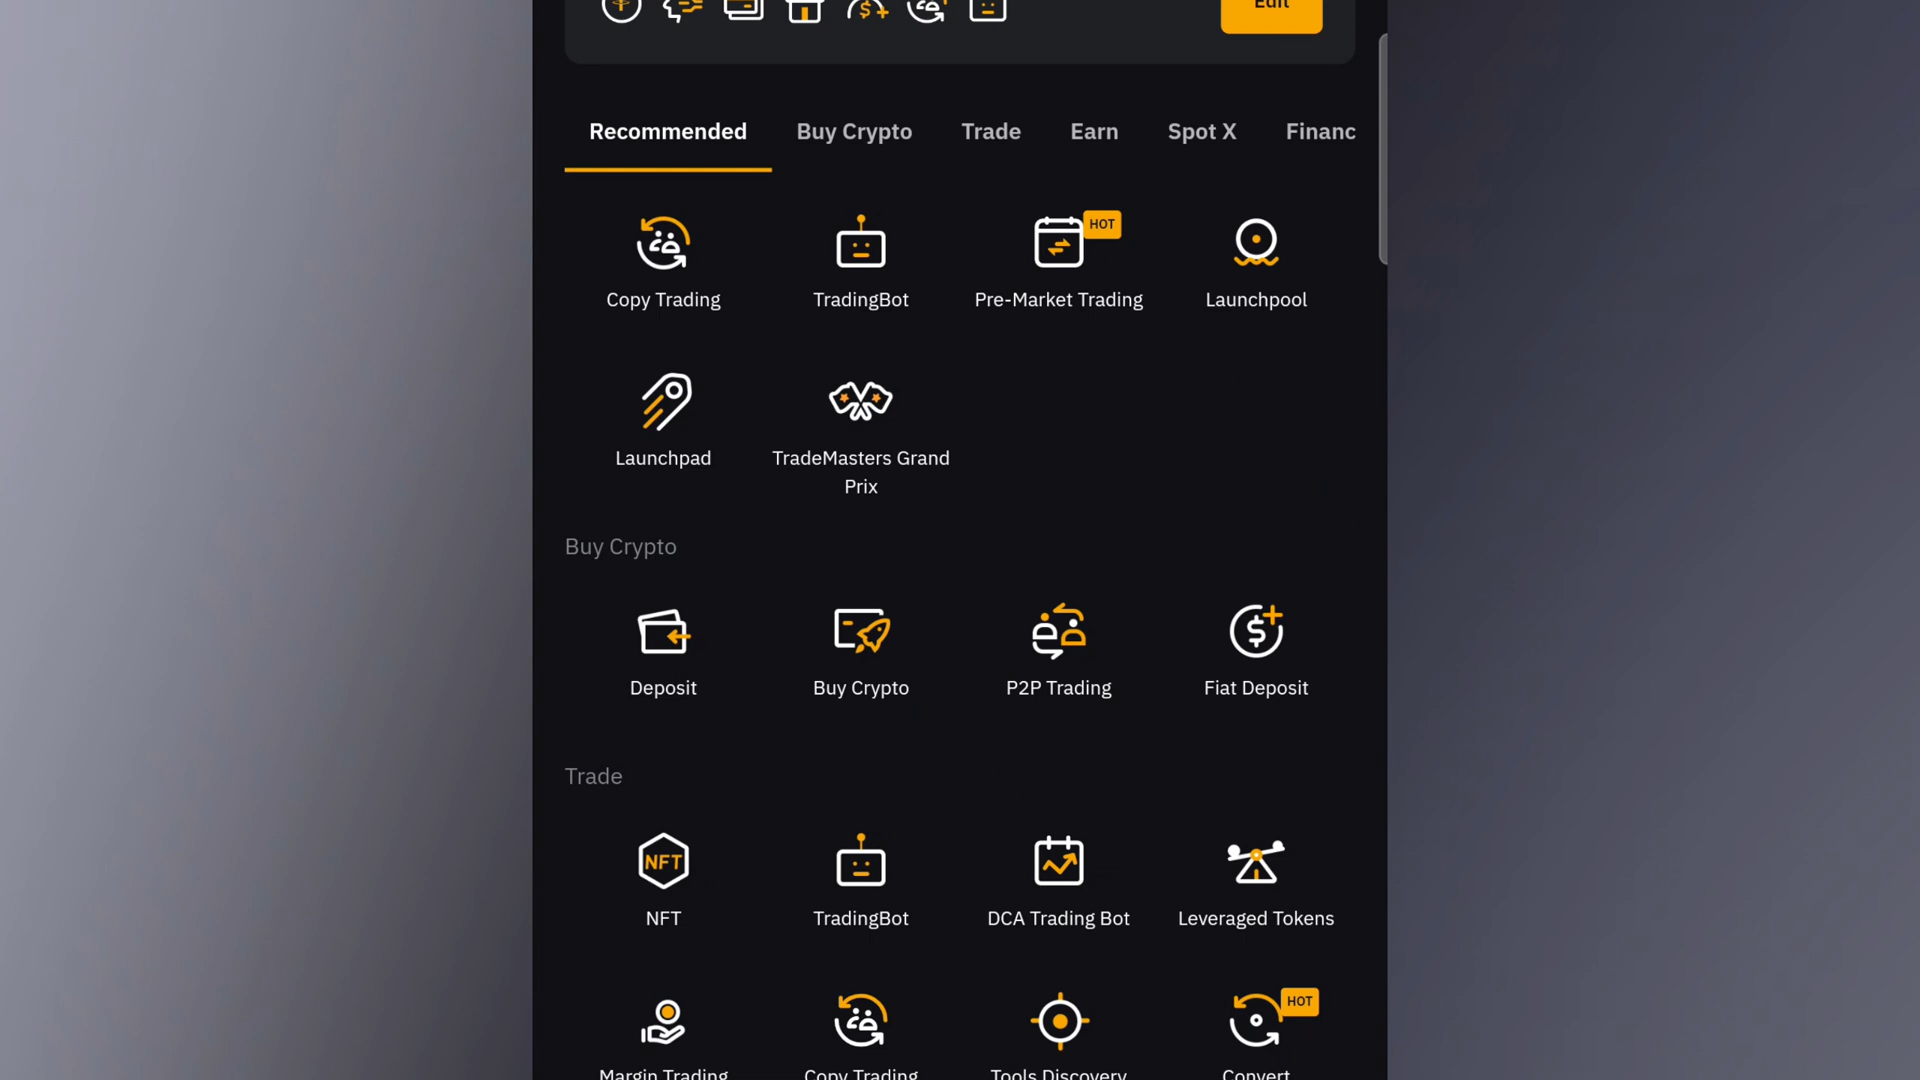 Edit
Recommended Buy Crypto Trade Earn Spot X Financ
HOT
Copy Trading TradingBot Pre-Market Trading Launchpool
Launchpad TradeMasters Grand
Prix
Buy Crypto
Deposit Buy Crypto P2P Trading Fiat Deposit
Trade
NFT
NFT TradingBot DCA Trading Bot Leveraged Tokens
HOT
Margin Trading Copy Trading Tools Discovery Convert